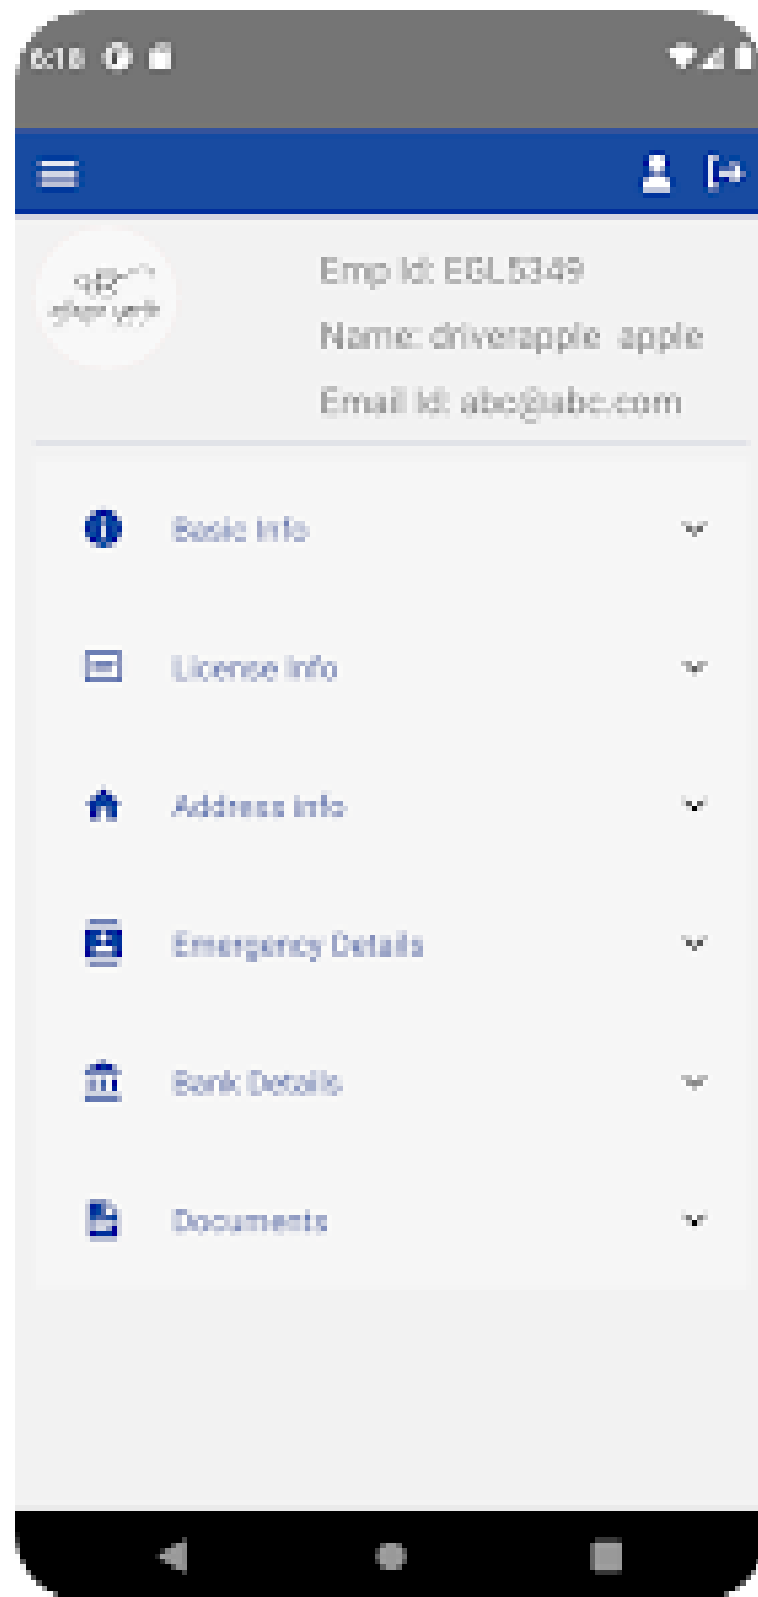 6:18
Emp Id: EGL5349
Name: driverapple apple
Email Id: abc@abc.com
Basic Info
License Info
Address info
Emergency Details
Bank Details
Documents